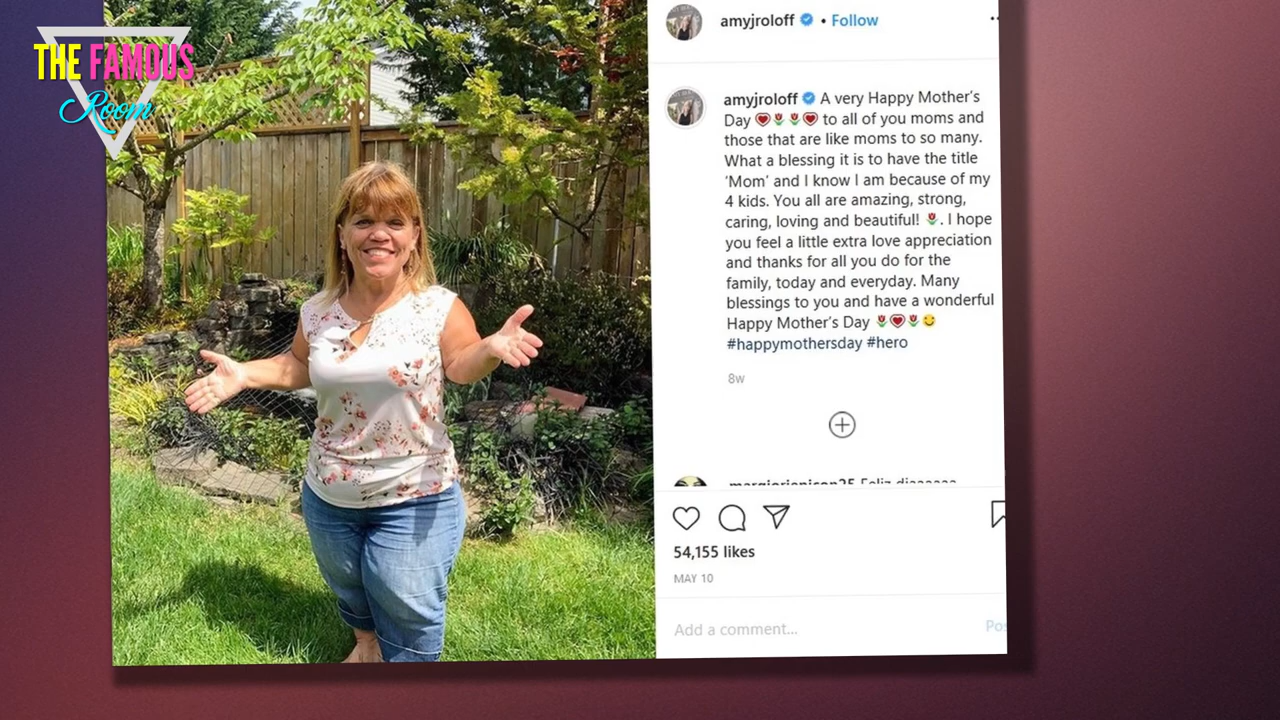 THE FAMOUS
Room
amyjroloff • Follow
amyjroloff A very Happy Mother's
Day ❤️🌷🌷❤️ to all of you moms and
those that are like moms to so many.
What a blessing it is to have the title
'Mom' and I know I am because of my
4 kids. You all are amazing, strong,
caring, loving and beautiful! 🌷. I hope
you feel a little extra love appreciation
and thanks for all you do for the
family, today and everyday. Many
blessings to you and have a wonderful
Happy Mother's Day 🌷❤️🌷😊
#happymothersday #hero
8w
54,155 likes
MAY 10
Add a comment...